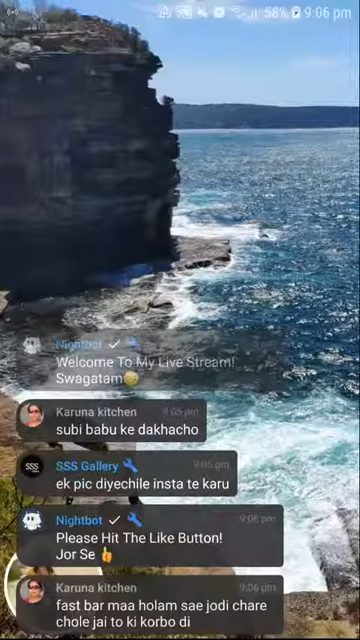 58% 9:06 pm
Nightbot
Welcome To My Live Stream!
Swagatam😊
Karuna kitchen 9:05 pm
subi babu ke dakhacho
SSS
SSS Gallery 9:06 pm
ek pic diyechile insta te karu
Nightbot 9:06 pm
Please Hit The Like Button!
Jor Se 👆
Karuna kitchen 9:06 pm
fast bar maa holam sae jodi chare
chole jai to ki korbo di